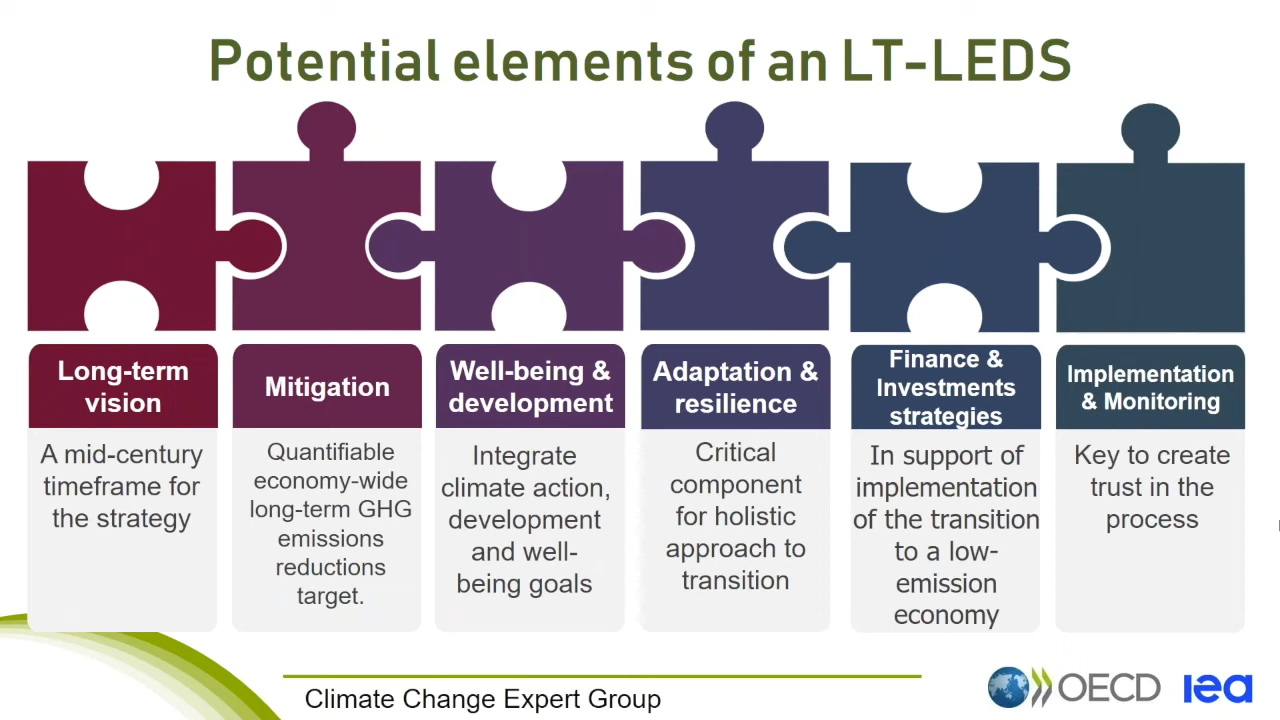 Potential elements of an LT-LEDS
Long-term
vision
A mid-century
timeframe for
the strategy
Mitigation
Quantifiable
economy-wide
long-term GHG
emissions
reductions
target.
Well-being &
development
Integrate
climate action,
development
and well-
being goals
Adaptation &
resilience
Critical
component
for holistic
approach to
transition
Finance &
Investments
strategies
In support of
implementation
of the transition
to a low-
emission
economy
Implementation
& Monitoring
Key to create
trust in the
process
Climate Change Expert Group
OECD
iea